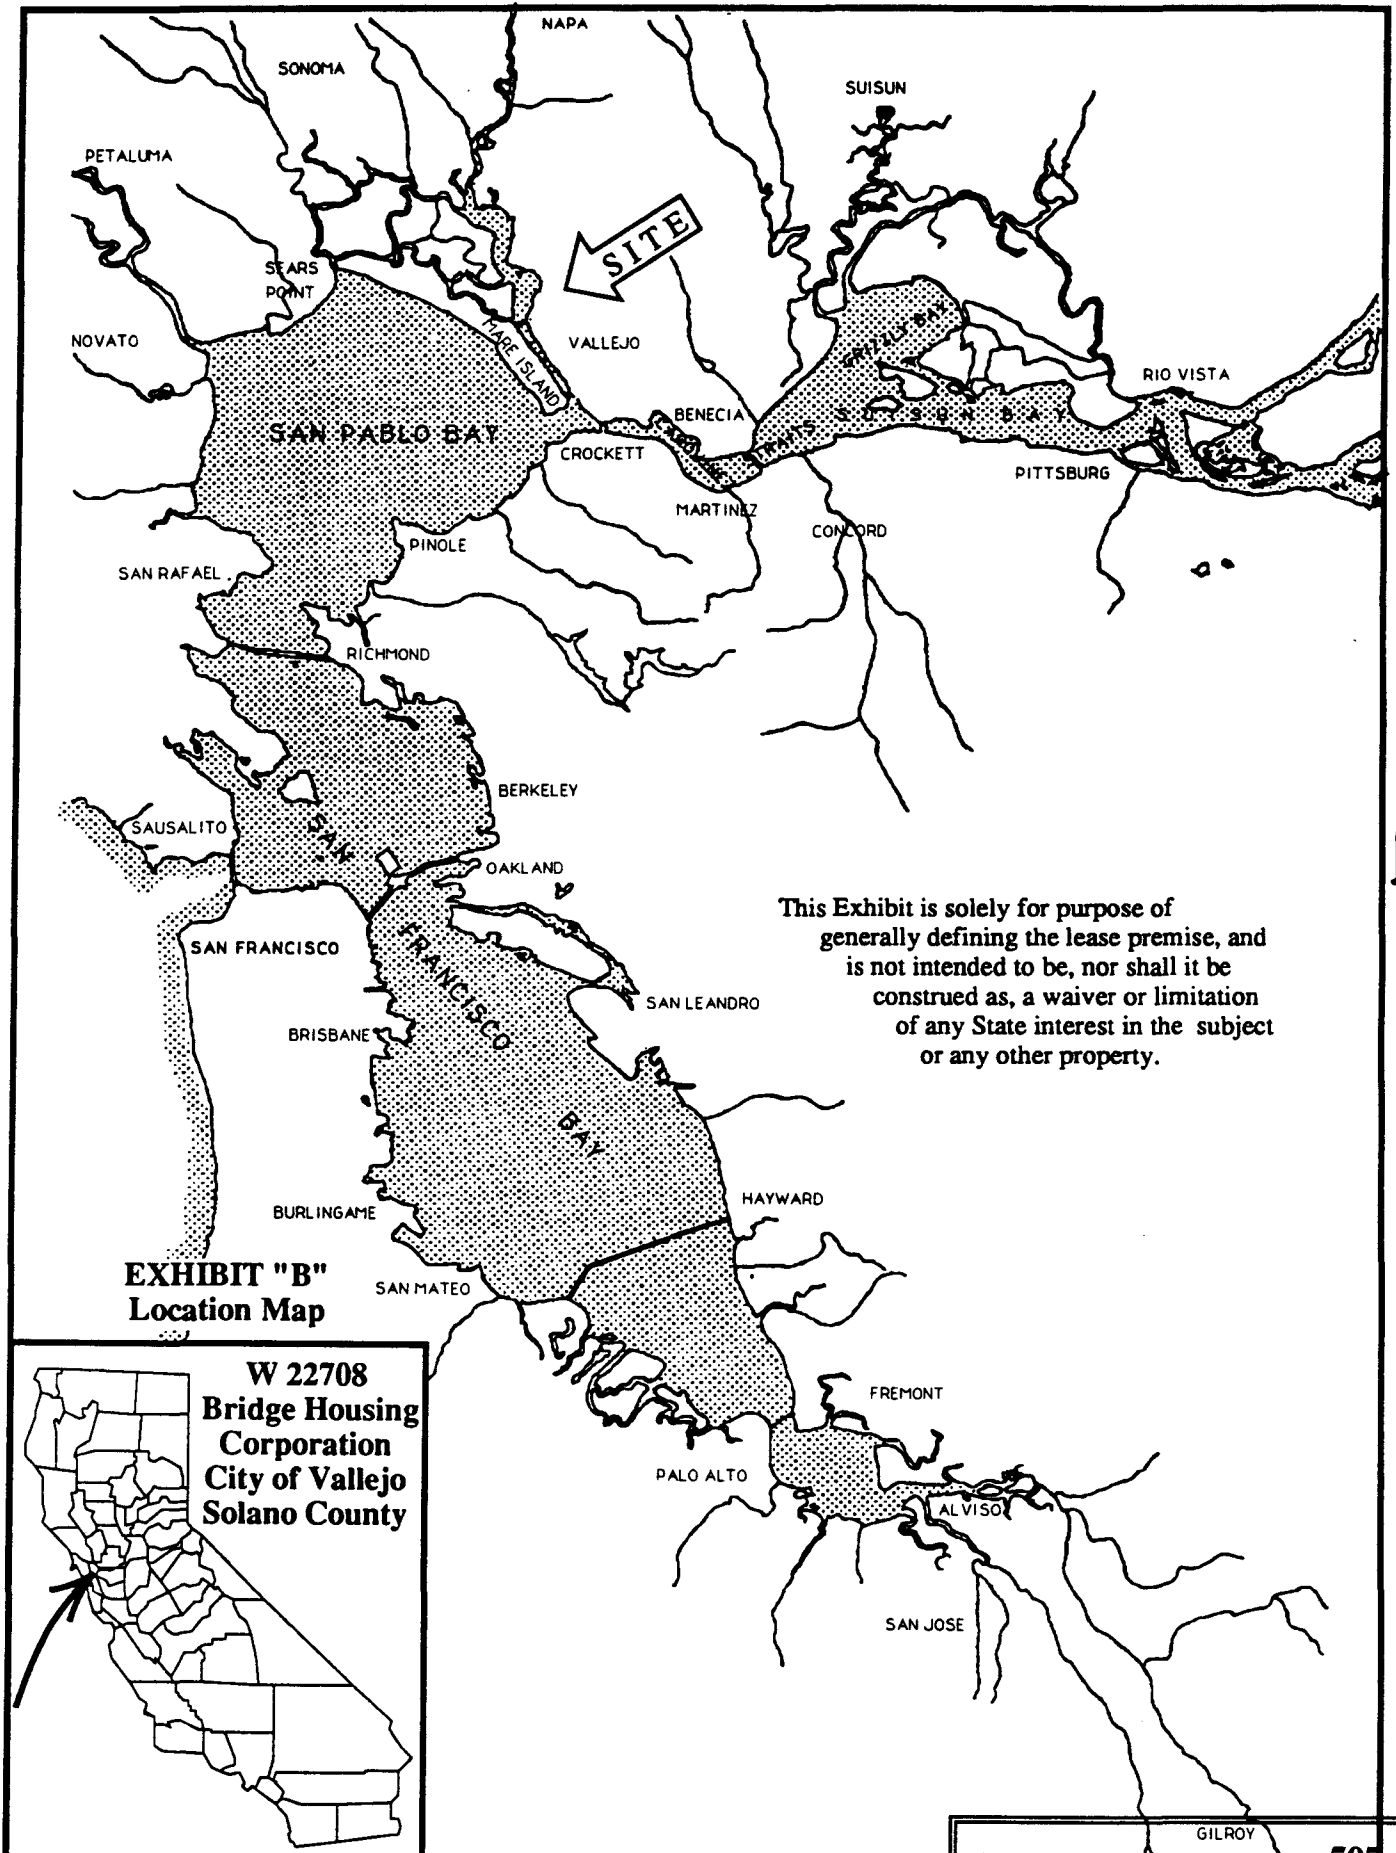 NAPA
SONOMA
SUISUN
PETALUMA
SITE
SEARS
POINT
GRIZZLY BAY
NOVATO
MARE ISLAND
VALLEJO
RIO VISTA
BENECIA
SUISUN BAY
SAN PABLO BAY
STRAITS
CROCKETT
PITTSBURG
MARTINEZ
CONCORD
PINOLE
SAN RAFAEL
RICHMOND
BERKELEY
SAUSALITO
OAKLAND
SAN FRANCISCO BAY
This Exhibit is solely for purpose of
generally defining the lease premise, and
is not intended to be, nor shall it be
construed as, a waiver or limitation
of any State interest in the subject
or any other property.
SAN FRANCISCO
SAN LEANDRO
BRISBANE
HAYWARD
BURLINGAME
EXHIBIT "B"
Location Map
SAN MATEO
W 22708
Bridge Housing
Corporation
City of Vallejo
Solano County
FREMONT
PALO ALTO
ALVISO
SAN JOSE
GILROY